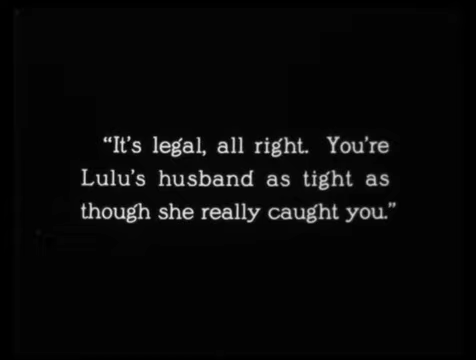 “It's legal, all right. You're
Lulu's husband as tight as
though she really caught you.”